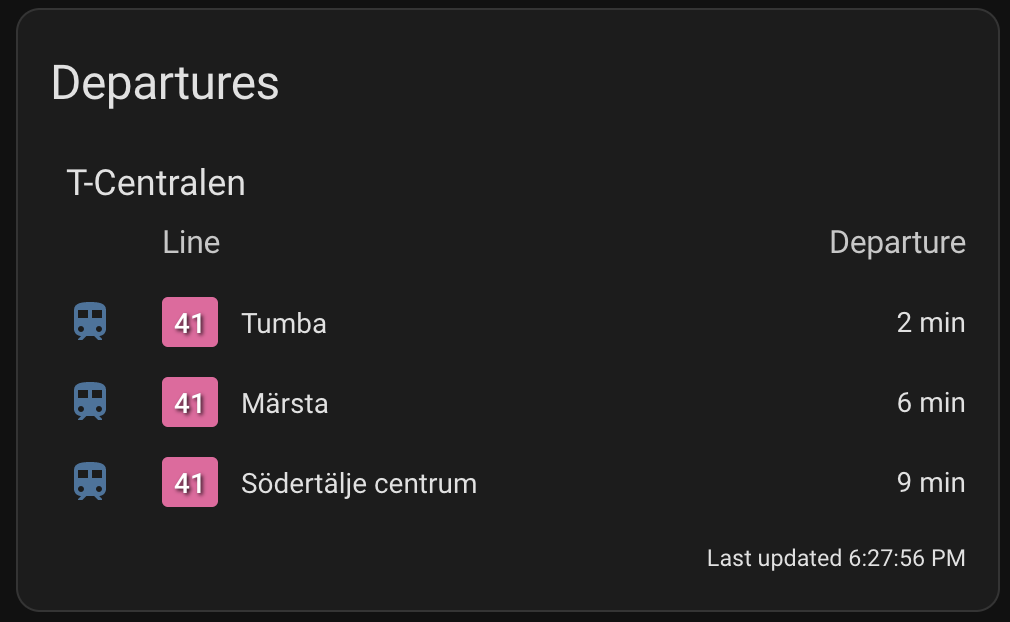 Departures
T-Centralen
Line Departure
41 Tumba 2 min
41 Märsta 6 min
41 Södertälje centrum 9 min
Last updated 6:27:56 PM